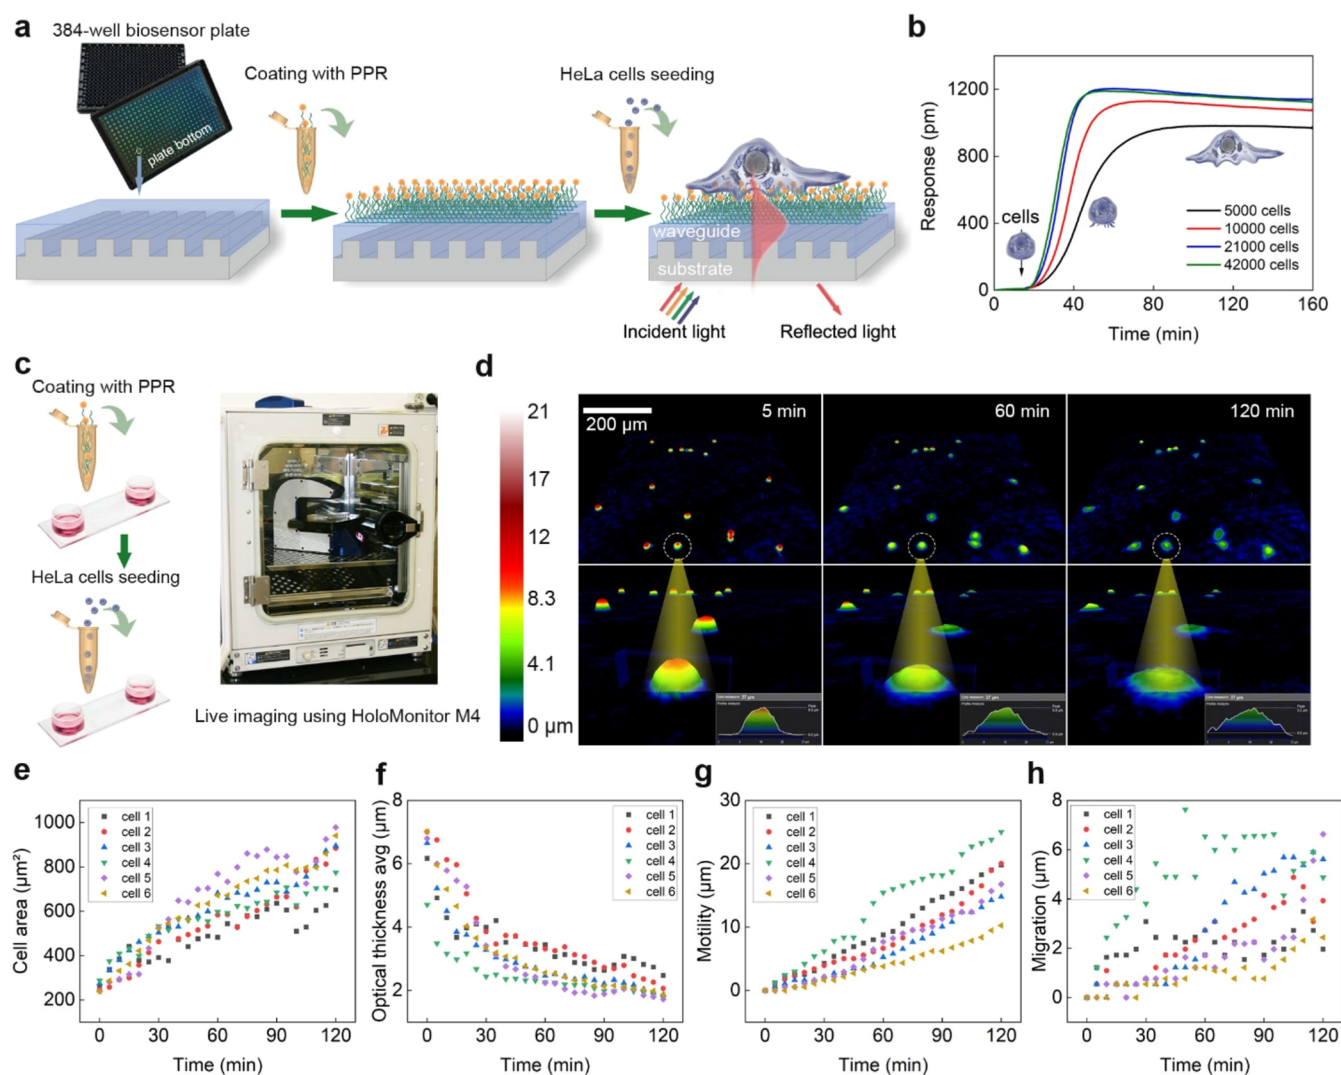 a
384-well biosensor plate
plate bottom
Coating with PPR
HeLa cells seeding
waveguide
substrate
Incident light
Reflected light
b
Response (pm)
1200
800
400
0
cells
5000 cells
10000 cells
21000 cells
42000 cells
0 40 80 120 160
Time (min)
c
Coating with PPR
HeLa cells seeding
Live imaging using HoloMonitor M4
d
21
17
12
8.3
4.1
0 µm
200 µm
5 min
60 min
120 min
37 µm
37 µm
37 µm
e
Cell area (µm²)
1000
800
600
400
200
cell 1
cell 2
cell 3
cell 4
cell 5
cell 6
0 30 60 90 120
Time (min)
f
Optical thickness avg (µm)
8
6
4
2
cell 1
cell 2
cell 3
cell 4
cell 5
cell 6
0 30 60 90 120
Time (min)
g
Motility (µm)
30
20
10
0
cell 1
cell 2
cell 3
cell 4
cell 5
cell 6
0 30 60 90 120
Time (min)
h
Migration (µm)
8
6
4
2
0
cell 1
cell 2
cell 3
cell 4
cell 5
cell 6
0 30 60 90 120
Time (min)